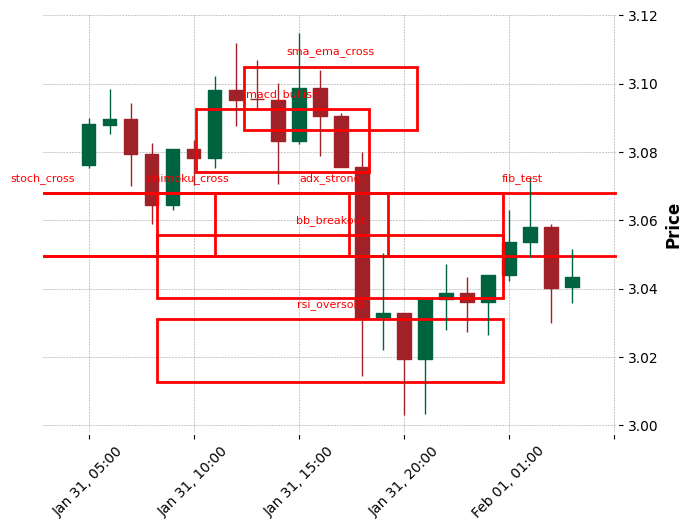 3.12
sma_ema_cross
3.10
macd_bullish
3.08
stoch_cross
ichimoku_cross
adx_strong
fib_test
3.06
bb_breakout
Price
3.04
rsi_oversold
3.02
3.00
Jan 31, 05:00
Jan 31, 10:00
Jan 31, 15:00
Jan 31, 20:00
Feb 01, 01:00